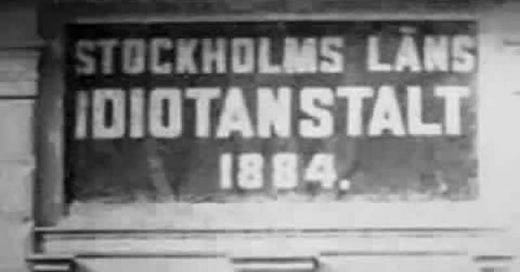 STOCKHOLMS LÄNS
IDIOTANSTALT
1884.